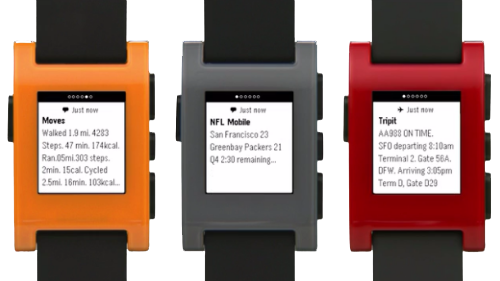 Just now
Moves
Walked 1.9 mi. 4283
Steps. 47 min. 174kcal.
Ran.05mi.303 steps.
2min. 15cal. Cycled
2.5mi. 16min. 103kcal...
Just now
NFL Mobile
San Francisco 23
Greenbay Packers 21
Q4 2:30 remaining...
Just now
Tripit
AA988 ON TIME.
SFO departing 8:10am
Terminal 2. Gate 56A.
DFW. Arriving 3:05pm
Term D, Gate D29